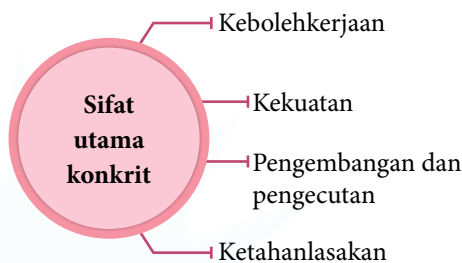 Sifat
utama
konkrit
Kebolehkerjaan
Kekuatan
Pengembangan dan
pengecutan
Ketahanlasakan